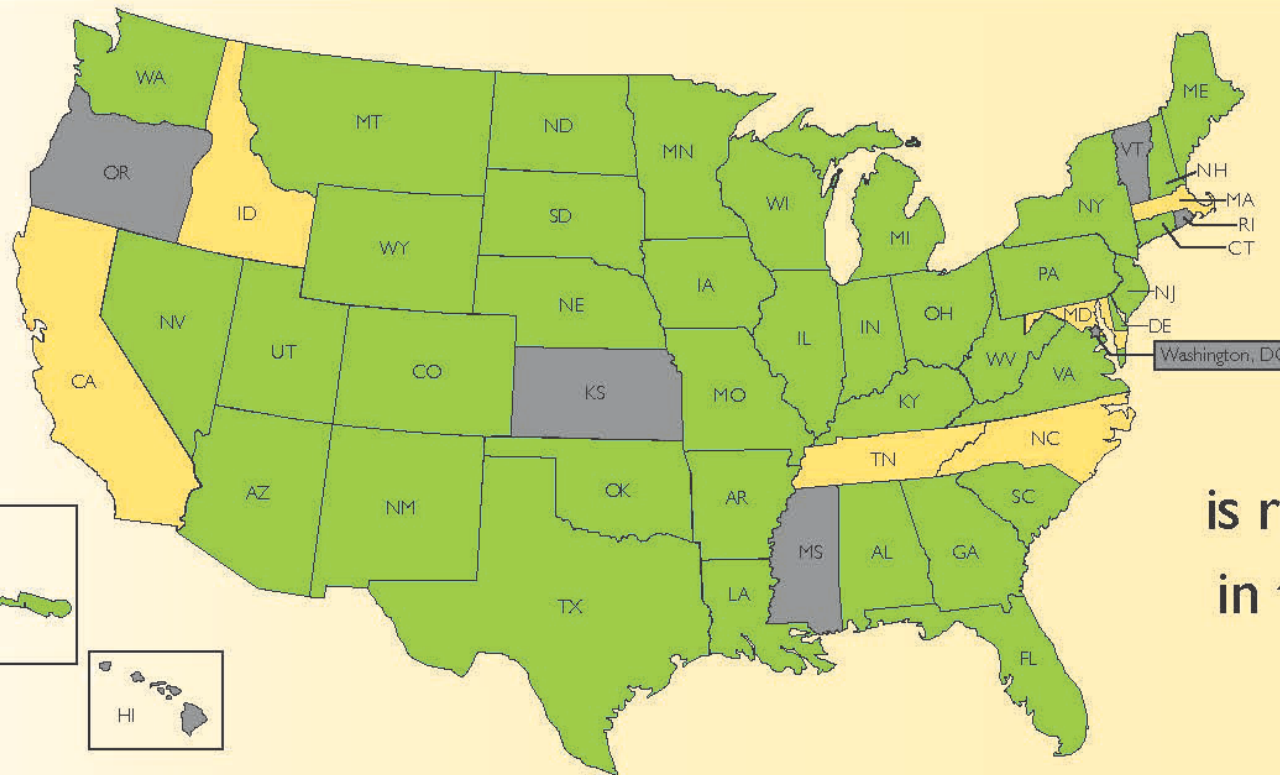 WA
MT
ND
MN
ME
OR
ID
SD
WI
VT
NH
MA
NY
RI
CT
WY
MI
IA
PA
NJ
NE
NV
UT
CO
IL
IN
OH
MD
DE
WV
Washington, DC
CA
KS
MO
KY
VA
NC
TN
AZ
NM
OK
AR
SC
MS
AL
GA
is
TX
LA
in
FL
HI